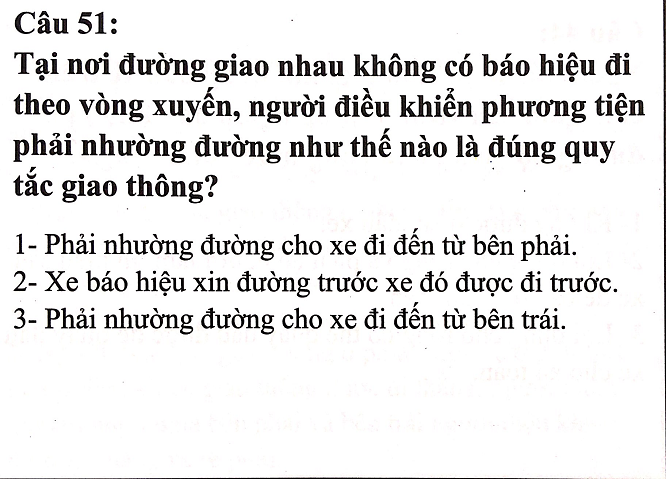 Câu 51:
Tại nơi đường giao nhau không có báo hiệu đi
theo vòng xuyến, người điều khiển phương tiện
phải nhường đường như thế nào là đúng quy
tắc giao thông?
1- Phải nhường đường cho xe đi đến từ bên phải.
2- Xe báo hiệu xin đường trước xe đó được đi trước.
3- Phải nhường đường cho xe đi đến từ bên trái.